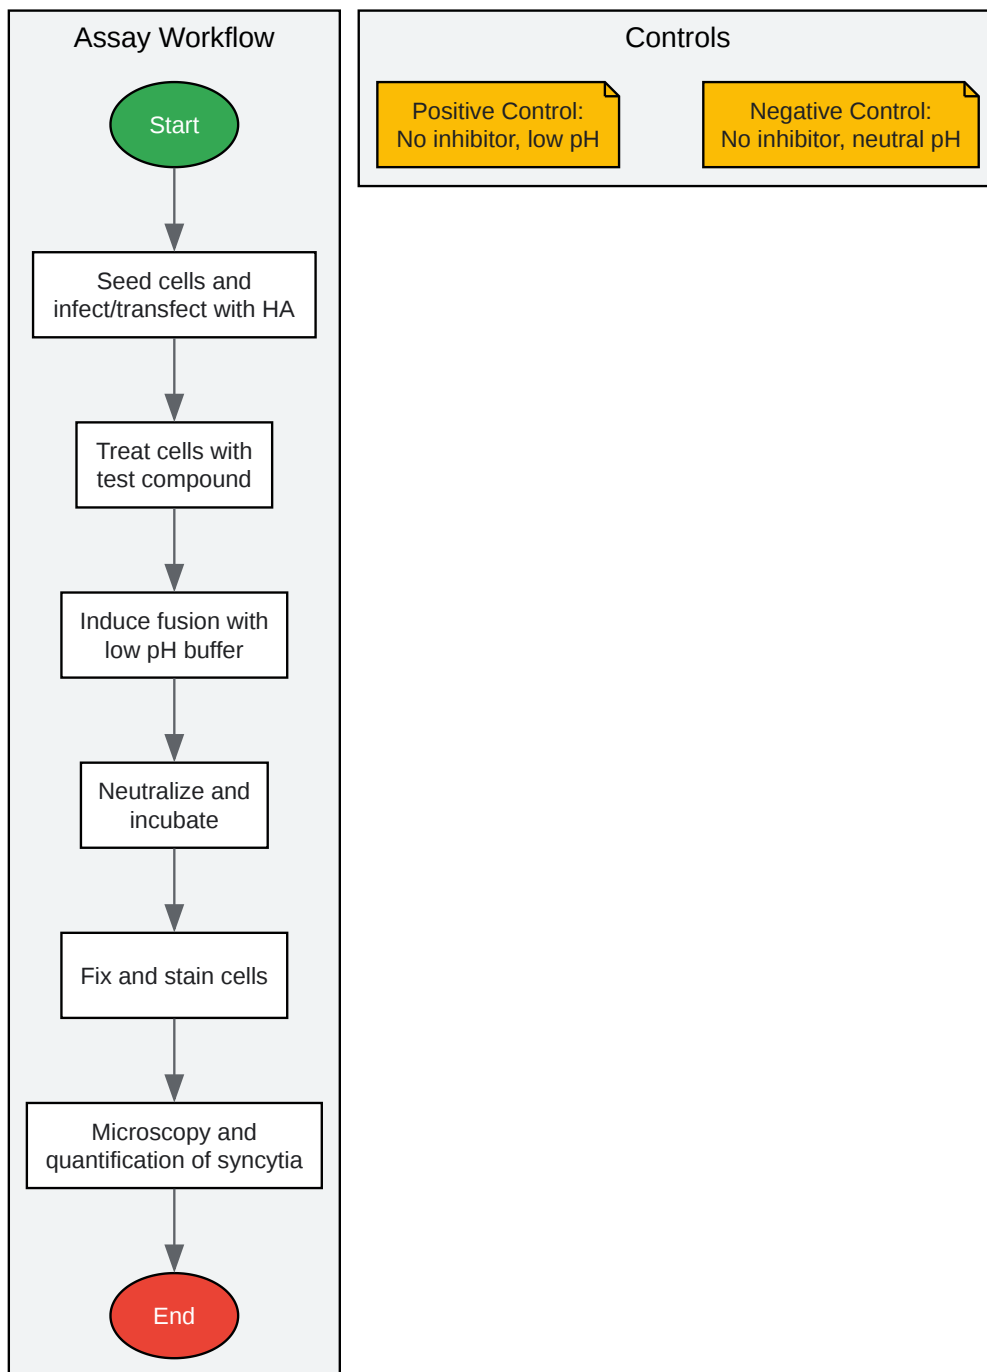 Assay Workflow
Start
Seed cells and
infect/transfect with HA
Treat cells with
test compound
Induce fusion with
low pH buffer
Neutralize and
incubate
Fix and stain cells
Microscopy and
quantification of syncytia
End
Controls
Positive Control:
No inhibitor, low pH
Negative Control:
No inhibitor, neutral pH